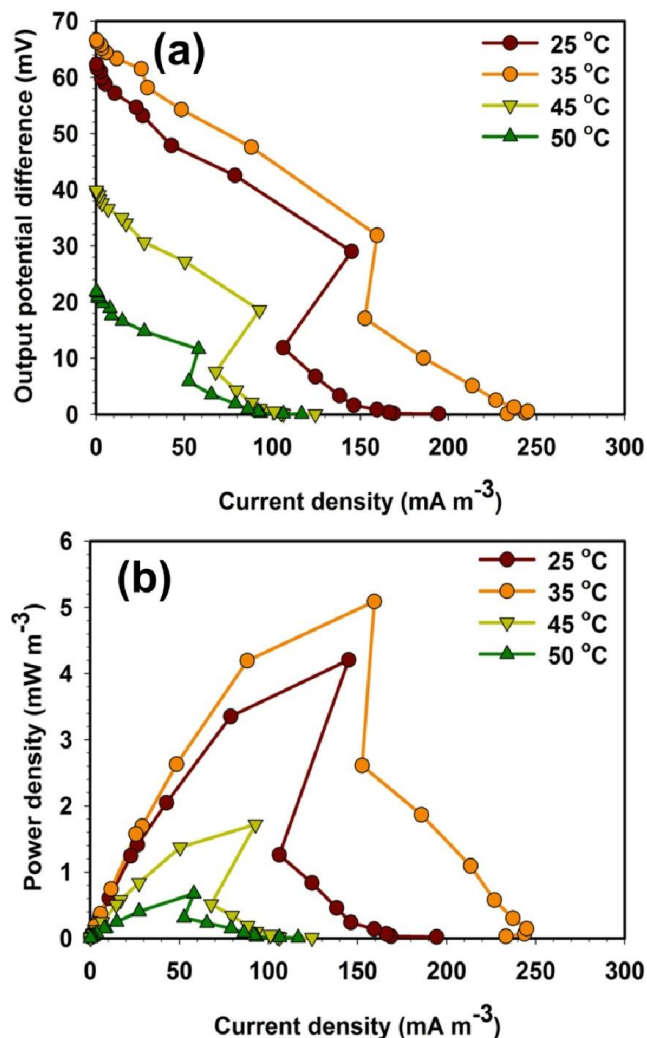 (a)
25 °C
35 °C
45 °C
50 °C
Output potential difference (mV)
70
60
50
40
30
20
10
0
0 50 100 150 200 250 300
Current density (mA m⁻³)
(b)
25 °C
35 °C
45 °C
50 °C
Power density (mW m⁻³)
6
5
4
3
2
1
0
0 50 100 150 200 250 300
Current density (mA m⁻³)